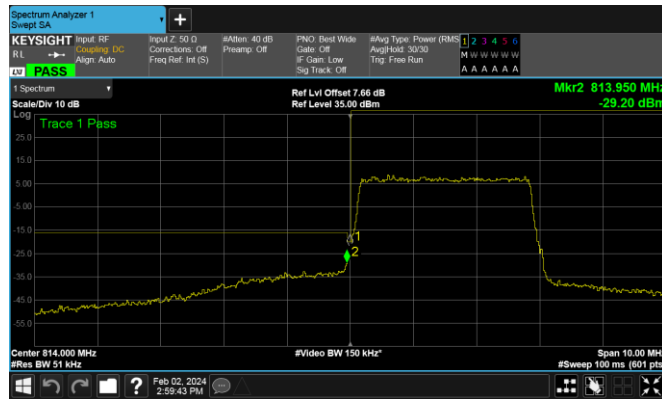 Spectrum Analyzer 1
Swept SA
+
KEYSIGHT
RL
LXI PASS
Input: RF
Coupling: DC
Align: Auto
Input Z: 50 Ω
Corrections: Off
Freq Ref: Int (S)
#Atten: 40 dB
Preamp: Off
PNO: Best Wide
Gate: Off
IF Gain: Low
Sig Track: Off
#Avg Type: Power (RMS
Avg|Hold: 30/30
Trig: Free Run
1 2 3 4 5 6
M W W W W W
A A A A A A
1 Spectrum
Scale/Div 10 dB
Ref Lvl Offset 7.66 dB
Ref Level 35.00 dBm
Mkr2 813.950 MHz
-29.20 dBm
Log
Trace 1 Pass
25.0
15.0
5.00
-5.00
-15.0
-25.0
-35.0
-45.0
-55.0
1
2
Center 814.000 MHz
#Res BW 51 kHz
#Video BW 150 kHz*
Span 10.00 MHz
#Sweep 100 ms (601 pts
?
Feb 02, 2024
2:59:43 PM